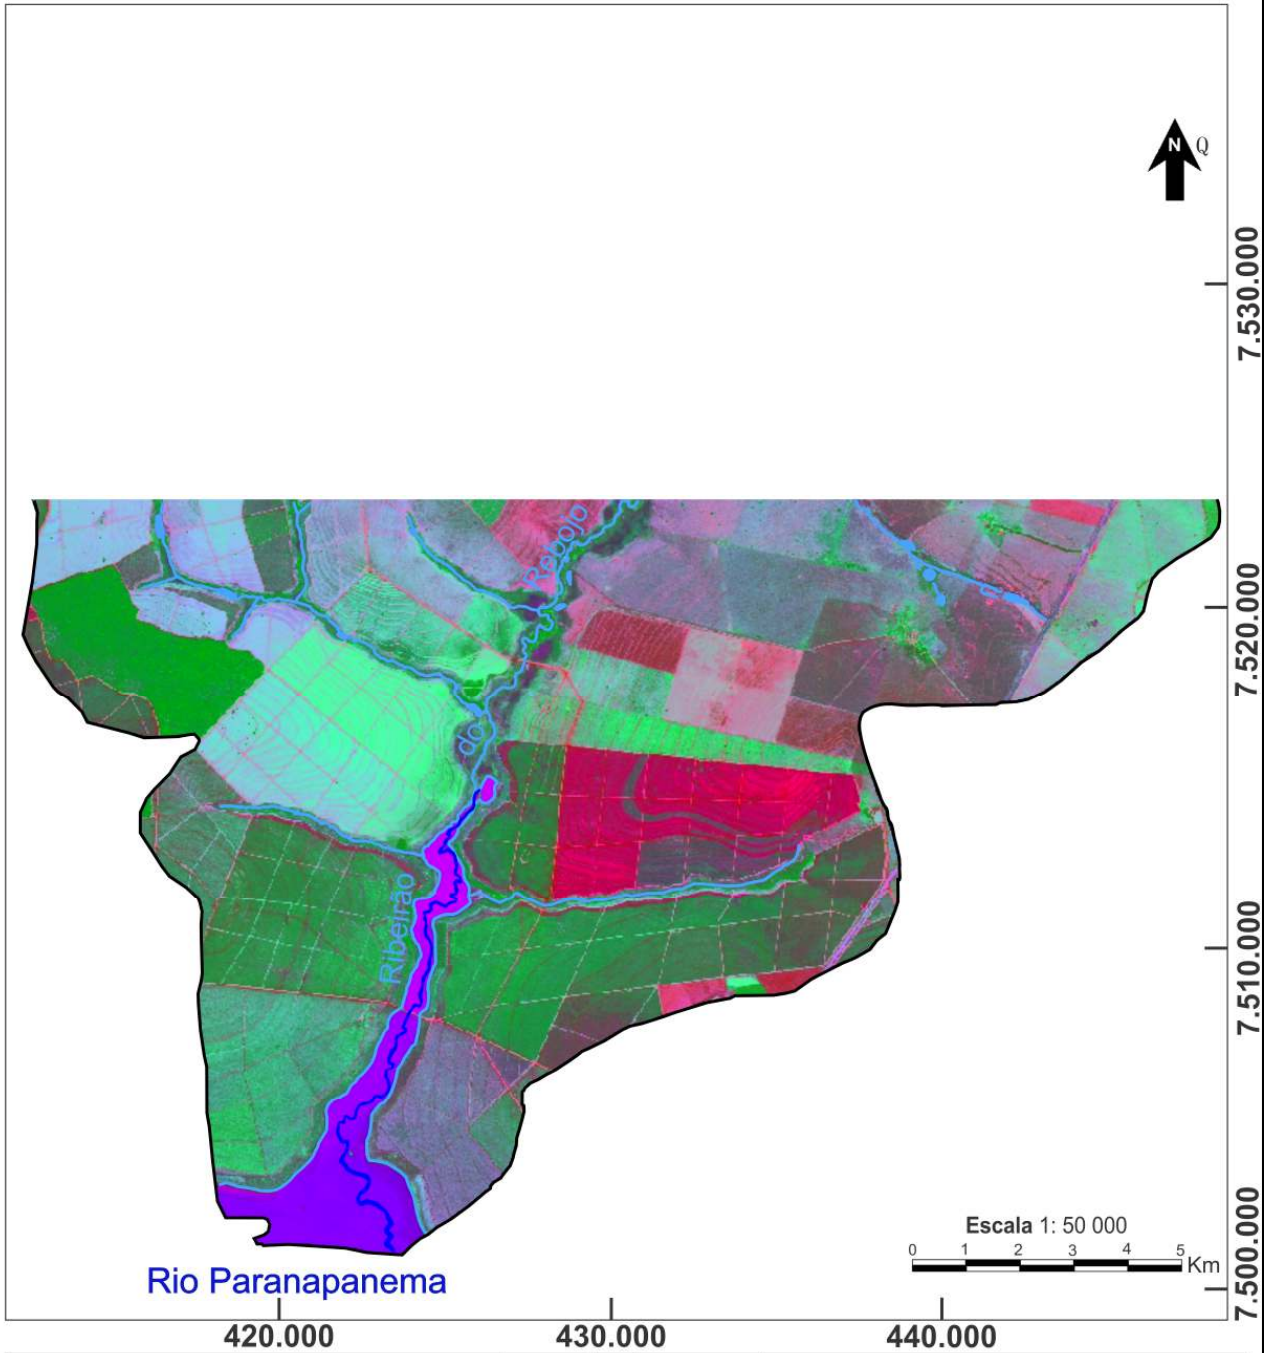 N Q
7.530.000
Rebojo
7.520.000
do
Ribeirão
7.510.000
Escala 1: 50 000
0 1 2 3 4 5
Km
7.500.000
Rio Paranapanema
420.000 430.000 440.000